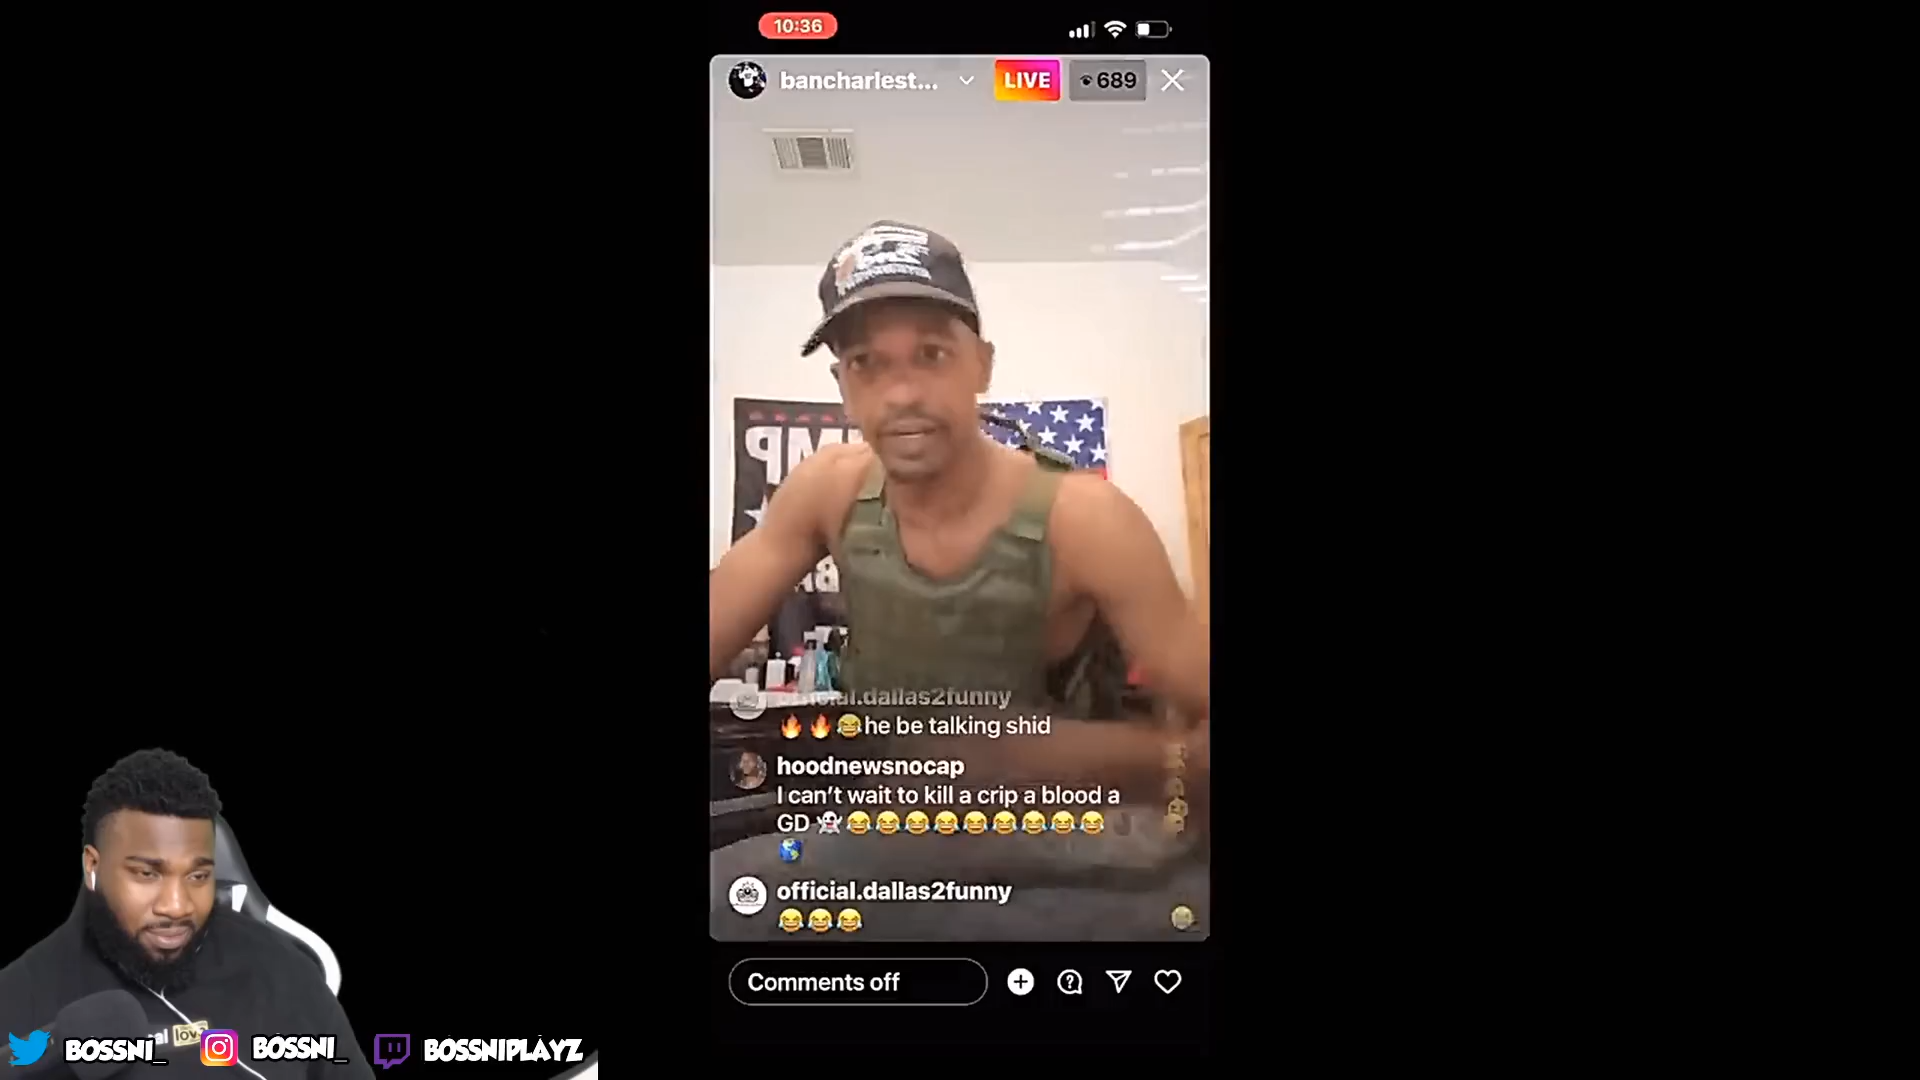 10:36
bancharlest...
LIVE
689
official.dallas2funny
🔥🔥😂he be talking shid
hoodnewsnocap
I can't wait to kill a crip a blood a
GD 👻😂😂😂😂😂😂😂😂😂
🌎
official.dallas2funny
😂😂😂
Comments off
BOSSNI_
BOSSNI_
BOSSNIPLAYZ